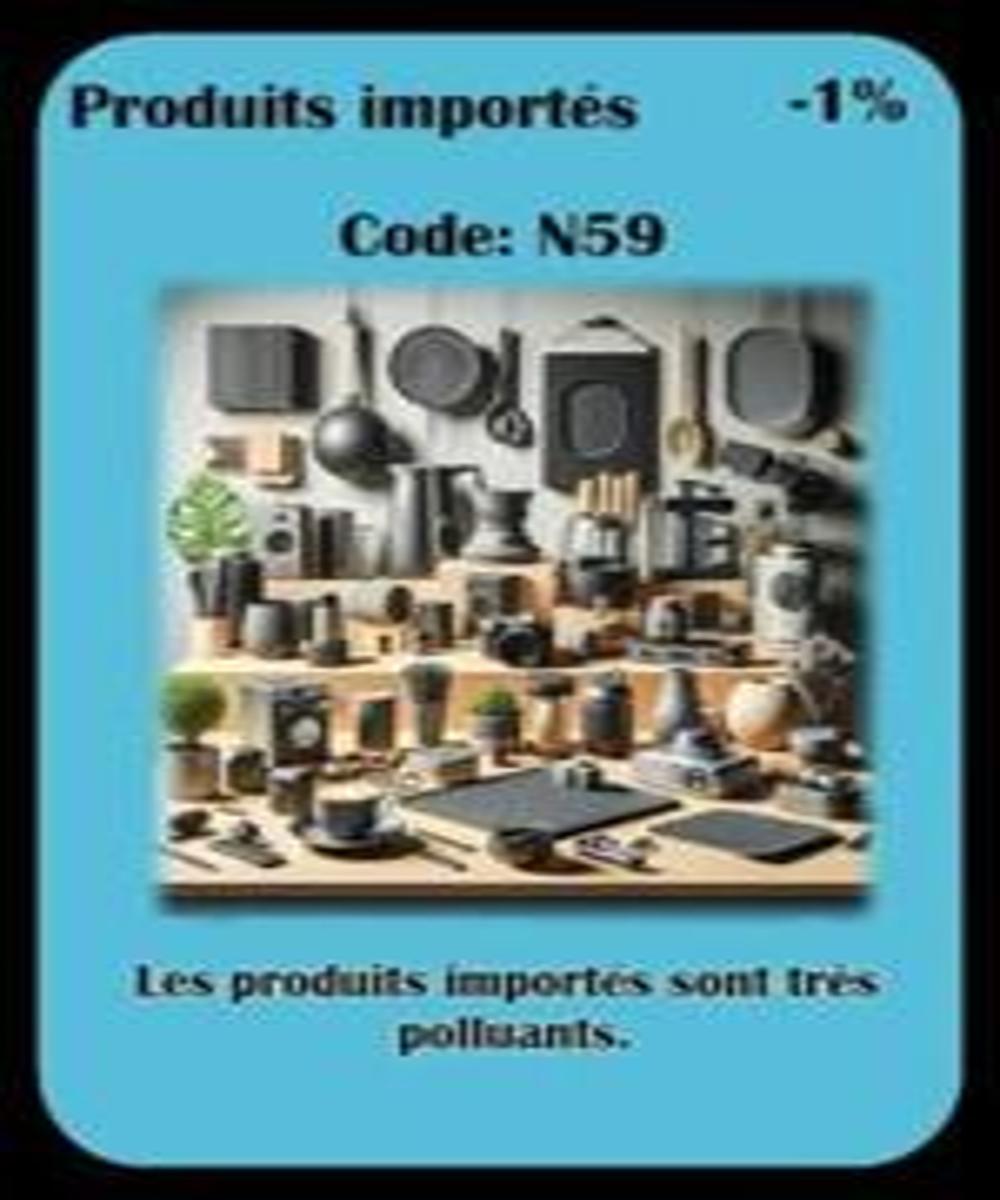 Produits importés -1%
Code: N59
Les produits importés sont très
polluants.